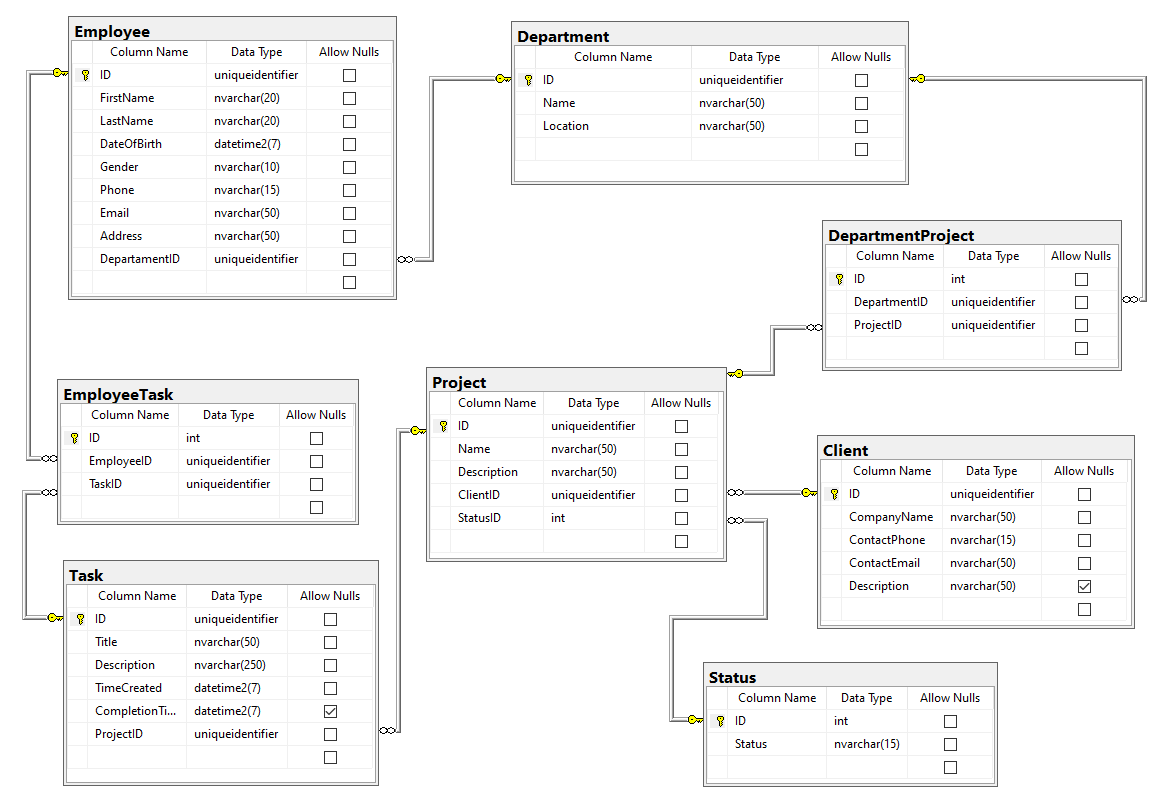 Employee
Column Name Data Type Allow Nulls
ID uniqueidentifier
FirstName nvarchar(20)
LastName nvarchar(20)
DateOfBirth datetime2(7)
Gender nvarchar(10)
Phone nvarchar(15)
Email nvarchar(50)
Address nvarchar(50)
DepartamentID uniqueidentifier
Department
Column Name Data Type Allow Nulls
ID uniqueidentifier
Name nvarchar(50)
Location nvarchar(50)
DepartmentProject
Column Name Data Type Allow Nulls
ID int
DepartmentID uniqueidentifier
ProjectID uniqueidentifier
EmployeeTask
Column Name Data Type Allow Nulls
ID int
EmployeeID uniqueidentifier
TaskID uniqueidentifier
Project
Column Name Data Type Allow Nulls
ID uniqueidentifier
Name nvarchar(50)
Description nvarchar(50)
ClientID uniqueidentifier
StatusID int
Client
Column Name Data Type Allow Nulls
ID uniqueidentifier
CompanyName nvarchar(50)
ContactPhone nvarchar(15)
ContactEmail nvarchar(50)
Description nvarchar(50)
Task
Column Name Data Type Allow Nulls
ID uniqueidentifier
Title nvarchar(50)
Description nvarchar(250)
TimeCreated datetime2(7)
CompletionTi... datetime2(7)
ProjectID uniqueidentifier
Status
Column Name Data Type Allow Nulls
ID int
Status nvarchar(15)